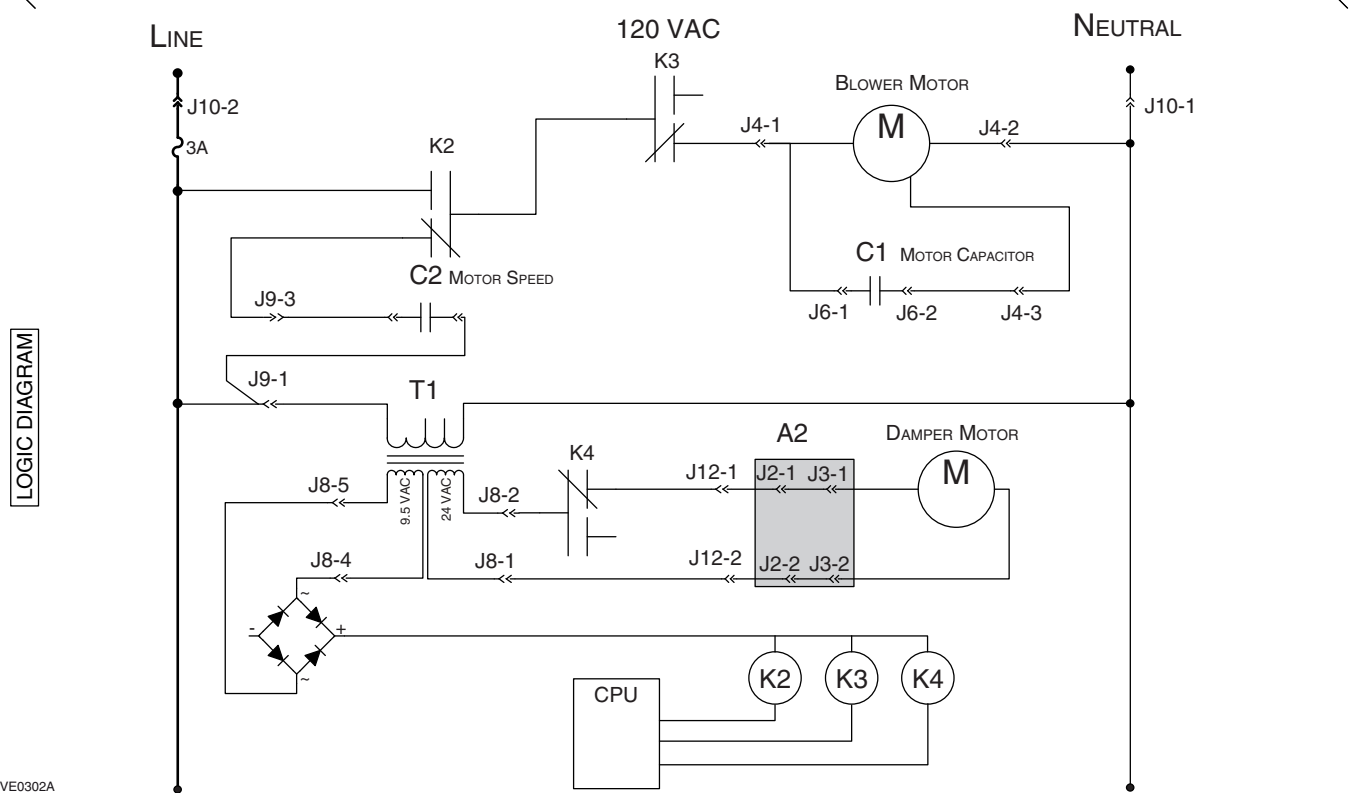 LINE
120 VAC
NEUTRAL
K3
BLOWER MOTOR
J10-2
J10-1
3A
K2
J4-1
M
J4-2
C1 MOTOR CAPACITOR
C2 MOTOR SPEED
J9-3
J6-1
J6-2
J4-3
LOGIC DIAGRAM
J9-1
T1
A2
DAMPER MOTOR
K4
J12-1
J2-1
J3-1
M
J8-5
9.5 VAC
24 VAC
J8-2
J8-4
J8-1
J12-2
J2-2
J3-2
~
-
+
~
K2
K3
K4
CPU
VE0302A